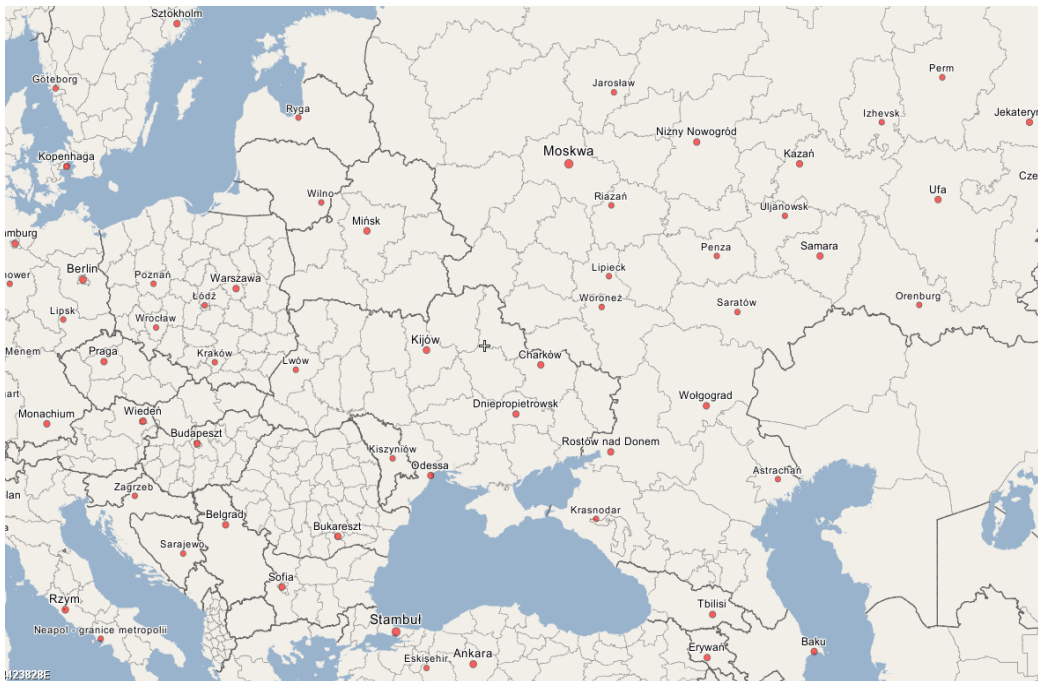 Sztokholm
Perm
Göteborg
Jarosław
Ryga
Izhevsk
Jekateryn
Niżny Nowogród
Moskwa
Kopenhaga
Kazań
Wilno
Riazań
Ufa
Mińsk
Uljanowsk
amburg
Penza
Samara
Berlin
Poznań
Warszawa
Lipieck
Łódź
Woroneż
Saratów
Orenburg
Lipsk
Wrocław
Kijów
Praga
Kraków
Lwów
Charków
Menem
Wołgograd
Dniepropietrowsk
Monachium
Wiedeń
Budapeszt
Rostów nad Donem
Kiszyniów
Odessa
Astrachań
Zagrzeb
Belgrad
Krasnodar
Bukareszt
Sarajewo
Sofia
Rzym
Tbilisi
Stambuł
Neapol - granice metropolii
Erywań
Baku
Eskişehir
Ankara